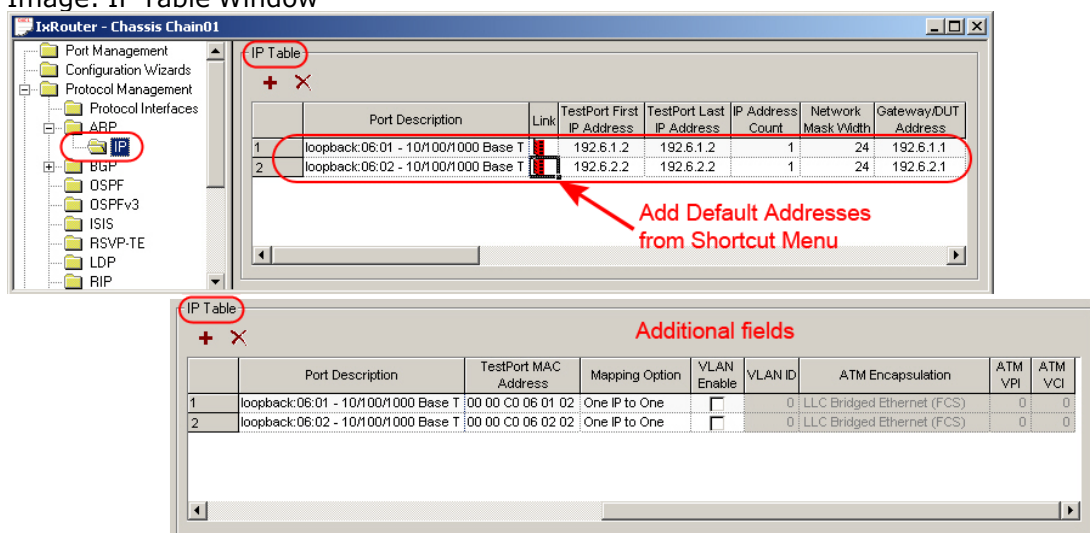 Image: IP Table Window
IxRouter - Chassis Chain01
Port Management
Configuration Wizards
Protocol Management
Protocol Interfaces
ARP
IP
BGP
OSPF
OSPFv3
ISIS
RSVP-TE
LDP
RIP
IP Table
Port Description Link TestPort First IP Address TestPort Last IP Address IP Address Count Network Mask Width Gateway/DUT Address
1 loopback:06:01 - 10/100/1000 Base T 192.6.1.2 192.6.1.2 1 24 192.6.1.1
2 loopback:06:02 - 10/100/1000 Base T 192.6.2.2 192.6.2.2 1 24 192.6.2.1
Add Default Addresses
from Shortcut Menu
IP Table
Additional fields
Port Description TestPort MAC Address Mapping Option VLAN Enable VLAN ID ATM Encapsulation ATM VPI ATM VCI
1 loopback:06:01 - 10/100/1000 Base T 00 00 C0 06 01 02 One IP to One 0 LLC Bridged Ethernet (FCS) 0 0
2 loopback:06:02 - 10/100/1000 Base T 00 00 C0 06 02 02 One IP to One 0 LLC Bridged Ethernet (FCS) 0 0